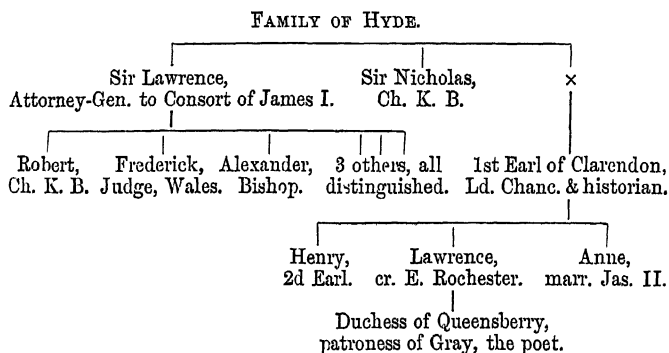 FAMILY OF HYDE.
Sir Lawrence, Sir Nicholas, ×
Attorney-Gen. to Consort of James I. Ch. K. B.
Robert, Frederick, Alexander, 3 others, all 1st Earl of Clarendon,
Ch. K. B. Judge, Wales. Bishop. distinguished. Ld. Chanc. & historian.
Henry, Lawrence, Anne,
2d Earl. cr. E. Rochester. marr. Jas. II.
Duchess of Queensberry,
patroness of Gray, the poet.